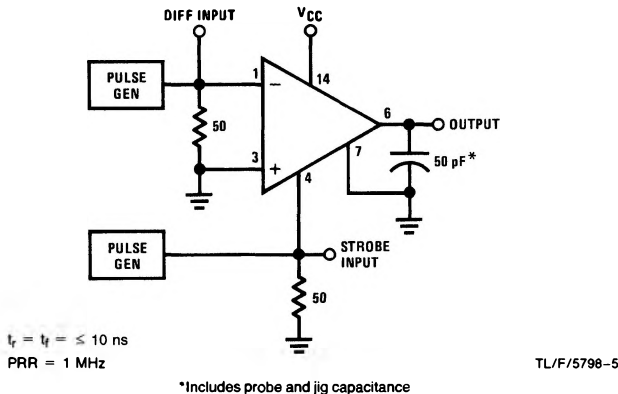 DIFF INPUT
VCC
PULSE
GEN
1
−
14
50
6
OUTPUT
7
50 pF*
3
+
4
PULSE
GEN
STROBE
INPUT
50
tr = tf = ≤ 10 ns
PRR = 1 MHz
TL/F/5798-5
*Includes probe and jig capacitance